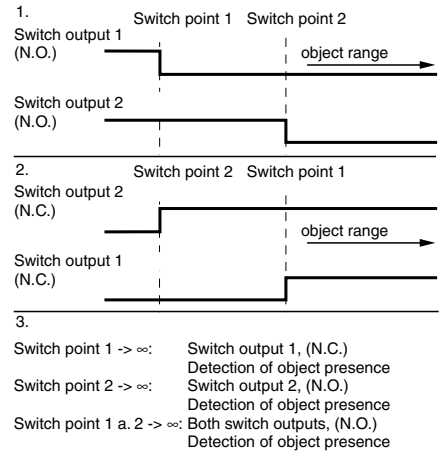 1.
Switch point 1 Switch point 2
Switch output 1
(N.O.)
object range
Switch output 2
(N.O.)
2.
Switch point 2 Switch point 1
Switch output 2
(N.C.)
object range
Switch output 1
(N.C.)
3.
Switch point 1 -> ∞: Switch output 1, (N.C.)
Detection of object presence
Switch point 2 -> ∞: Switch output 2, (N.O.)
Detection of object presence
Switch point 1 a. 2 -> ∞: Both switch outputs, (N.O.)
Detection of object presence